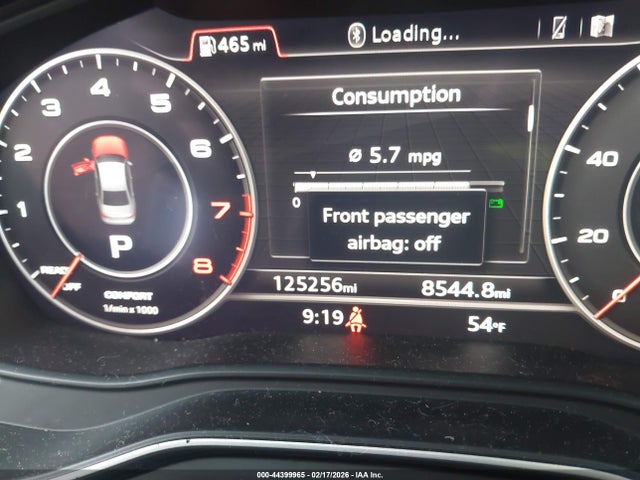 465 mi
Loading...
Consumption
Ø 5.7 mpg
0
Front passenger
airbag: off
125256mi 8544.8mi
9:19 54°F
1 2 3 4 5 6 7 8
P
READY
OFF
COMFORT
1/min x 1000
40
20
0
000-44399965 - 02/17/2026 - IAA Inc.